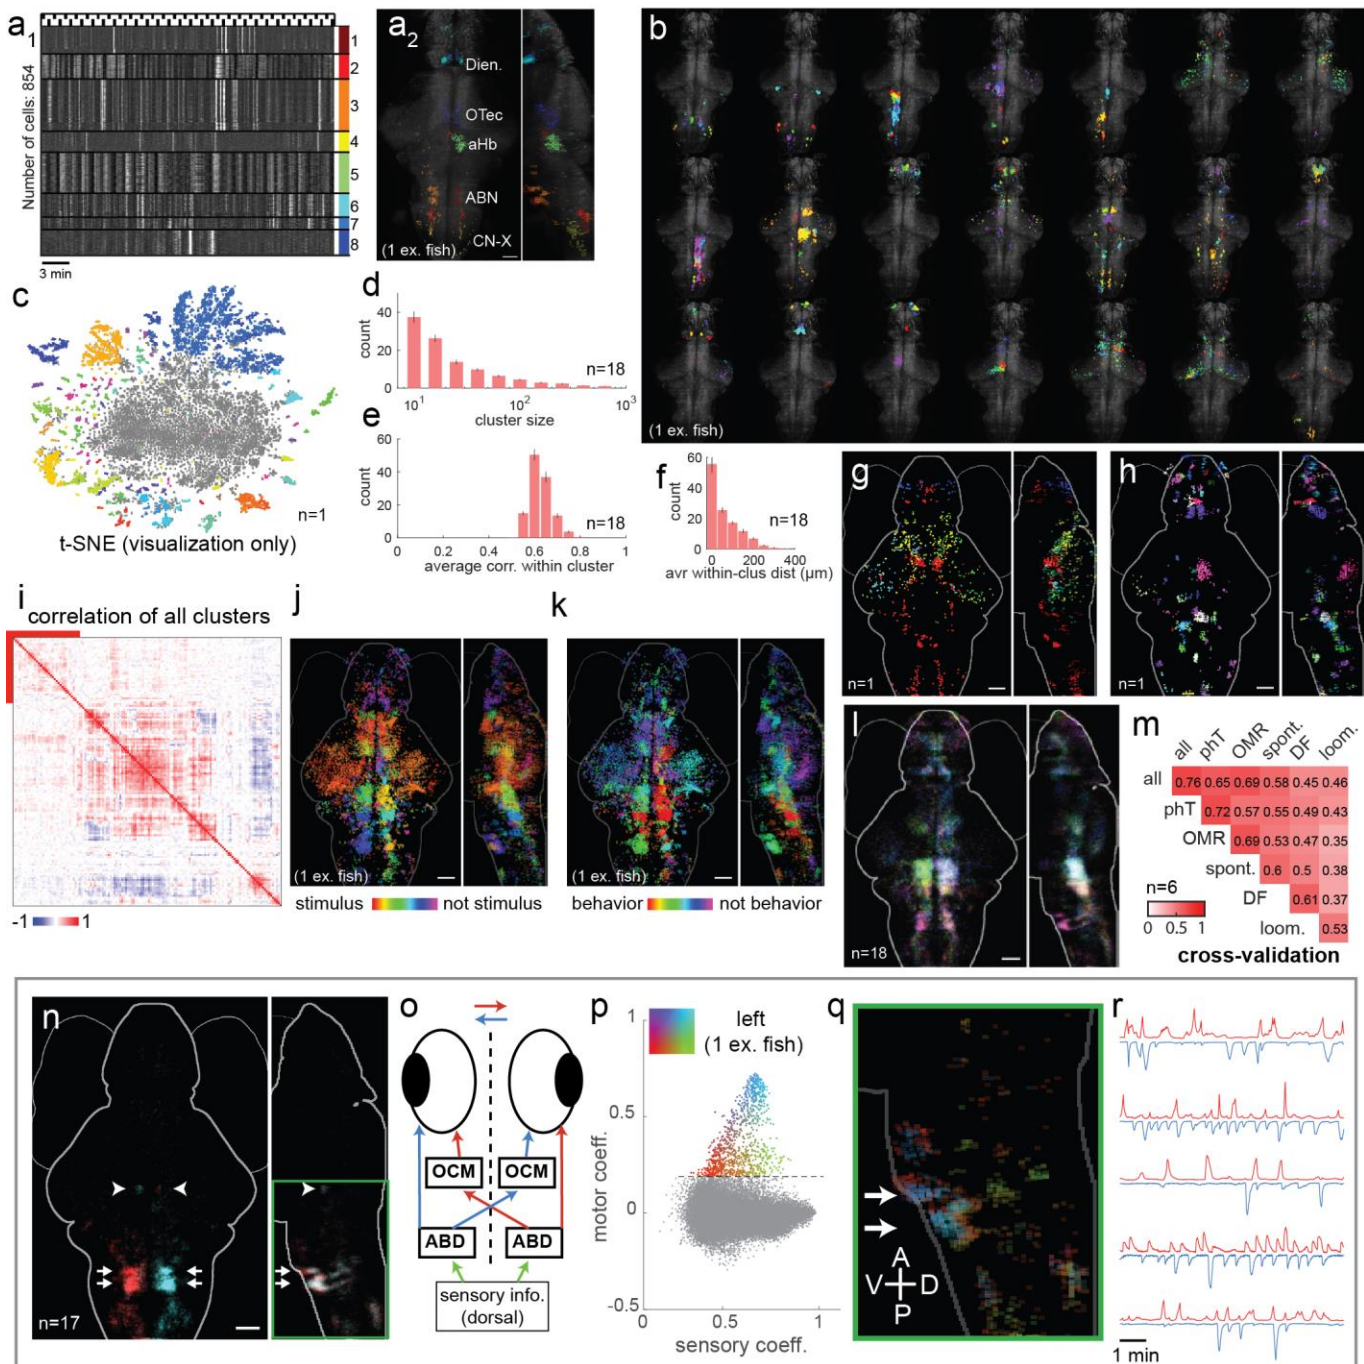 a
1
Number of cells: 854
1
2
3
4
5
6
7
8
3 min
a2
Dien.
OTec
aHb
ABN
CN-X
(1 ex. fish)
b
(1 ex. fish)
c
n=1
t-SNE (visualization only)
d
count
40
20
0
n=18
10^1
10^2
10^3
cluster size
e
count
60
40
20
0
n=18
0
0.2
0.4
0.6
0.8
1
average corr. within cluster
f
count
60
40
20
0
n=18
0
200
400
avr within-clus dist (µm)
g
n=1
h
n=1
i
correlation of all clusters
-1
1
j
(1 ex. fish)
stimulus
not stimulus
k
(1 ex. fish)
behavior
not behavior
l
n=18
m
all phT OMR spont. DF loom.
all 0.76 0.65 0.69 0.58 0.45 0.46
phT 0.72 0.57 0.55 0.49 0.43
OMR 0.69 0.53 0.47 0.35
spont. 0.6 0.5 0.38
DF 0.61 0.37
loom. 0.53
n=6
0 0.5 1
cross-validation
n
n=17
o
OCM
OCM
ABD
ABD
sensory info.
(dorsal)
p
left
(1 ex. fish)
motor coeff.
1
0.5
0
-0.5
0
0.5
1
sensory coeff.
q
A
V
D
P
r
1 min